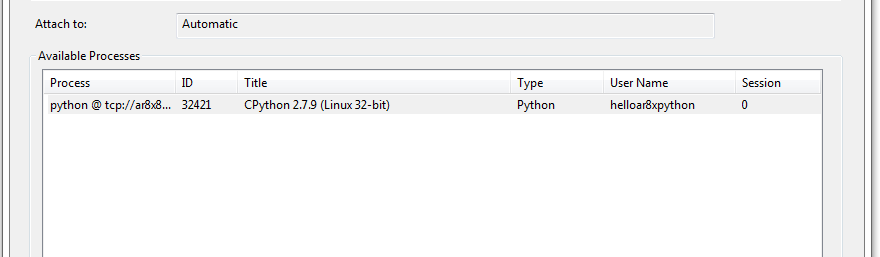 Attach to: Automatic
Available Processes
Process ID Title Type User Name Session
python @ tcp://ar8x8... 32421 CPython 2.7.9 (Linux 32-bit) Python helloar8xpython 0